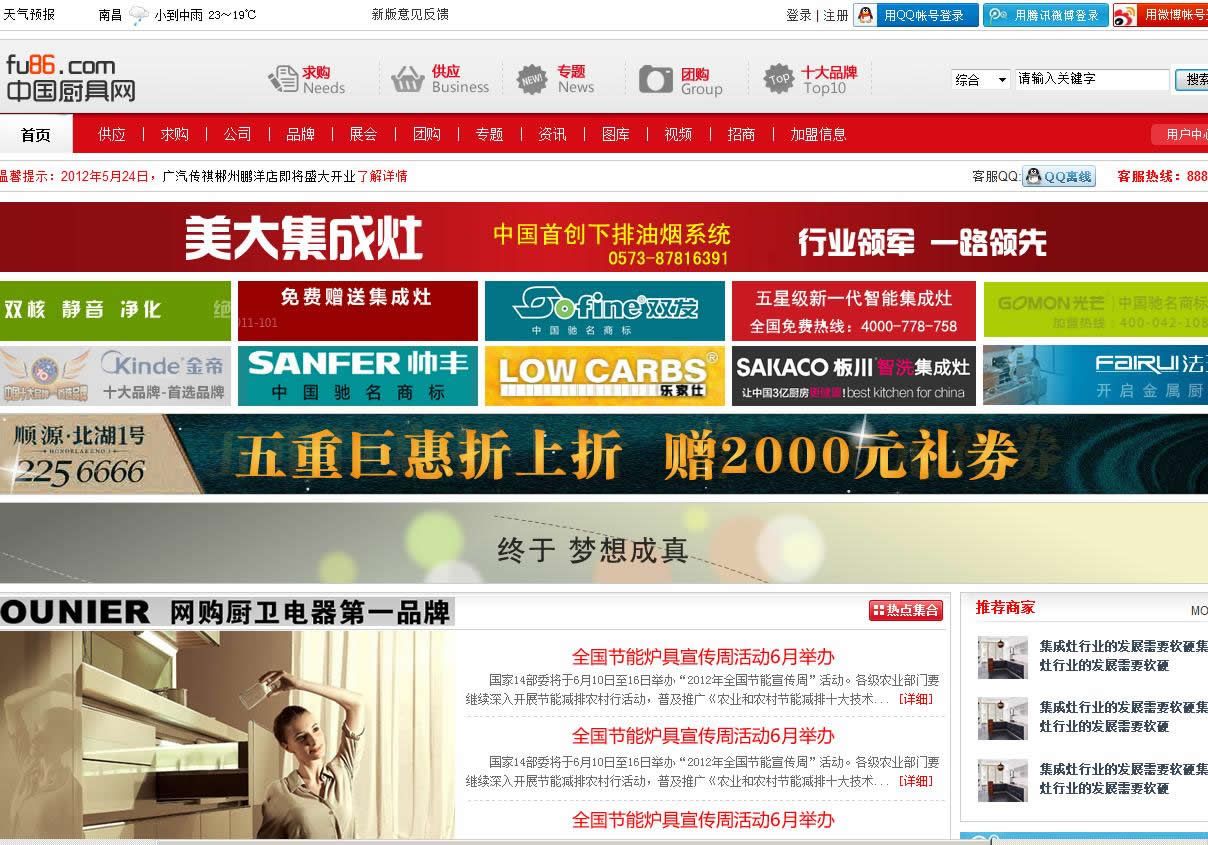 天气预报 南昌 小到中雨 23～19℃ 新版意见反馈 登录 | 注册 用QQ帐号登录 用腾讯微博登录 用微博帐号
fu86.com
中国厨具网
求购 Needs
供应 Business
专题 News
团购 Group
十大品牌 Top10
综合 请输入关键字 搜索
首页 供应 求购 公司 品牌 展会 团购 专题 资讯 图库 视频 招商 加盟信息 用户中心
温馨提示：2012年5月24日，广汽传祺郴州鹏洋店即将盛大开业了解详情 客服QQ: QQ离线 客服热线：888
美大集成灶 中国首创下排油烟系统 0573-87816391 行业领军 一路领先
双核 静音 净化 绝
免费赠送集成灶
011-101
Sofine®双发
中国驰名商标
五星级新一代智能集成灶
全国免费热线：4000-778-758
GOMON光芒 中国驰名商标
加盟热线：400-042-108
Kinde®金帝
十大品牌-首选品牌
SANFER 帅丰
中国驰名商标
LOW CARBS®
乐家仕
SAKACO 板川 智洗集成灶
让中国3亿厨房更健康!best kitchen for china
FAIRUI法
开启金属厨
顺源·北湖1号
HONORLAKE NO.1
225 6666
五重巨惠折上折 赠2000元礼券
终于 梦想成真
OUNIER 网购厨卫电器第一品牌
热点集合
全国节能炉具宣传周活动6月举办
国家14部委将于6月10日至16日举办“2012年全国节能宣传周”活动。各级农业部门要
继续深入开展节能减排农村行活动，普及推广《农业和农村节能减排十大技术... [详细]
全国节能炉具宣传周活动6月举办
国家14部委将于6月10日至16日举办“2012年全国节能宣传周”活动。各级农业部门要
继续深入开展节能减排农村行活动，普及推广《农业和农村节能减排十大技术... [详细]
全国节能炉具宣传周活动6月举办
推荐商家 MO
集成灶行业的发展需要软硬集
灶行业的发展需要软硬
集成灶行业的发展需要软硬集
灶行业的发展需要软硬
集成灶行业的发展需要软硬集
灶行业的发展需要软硬